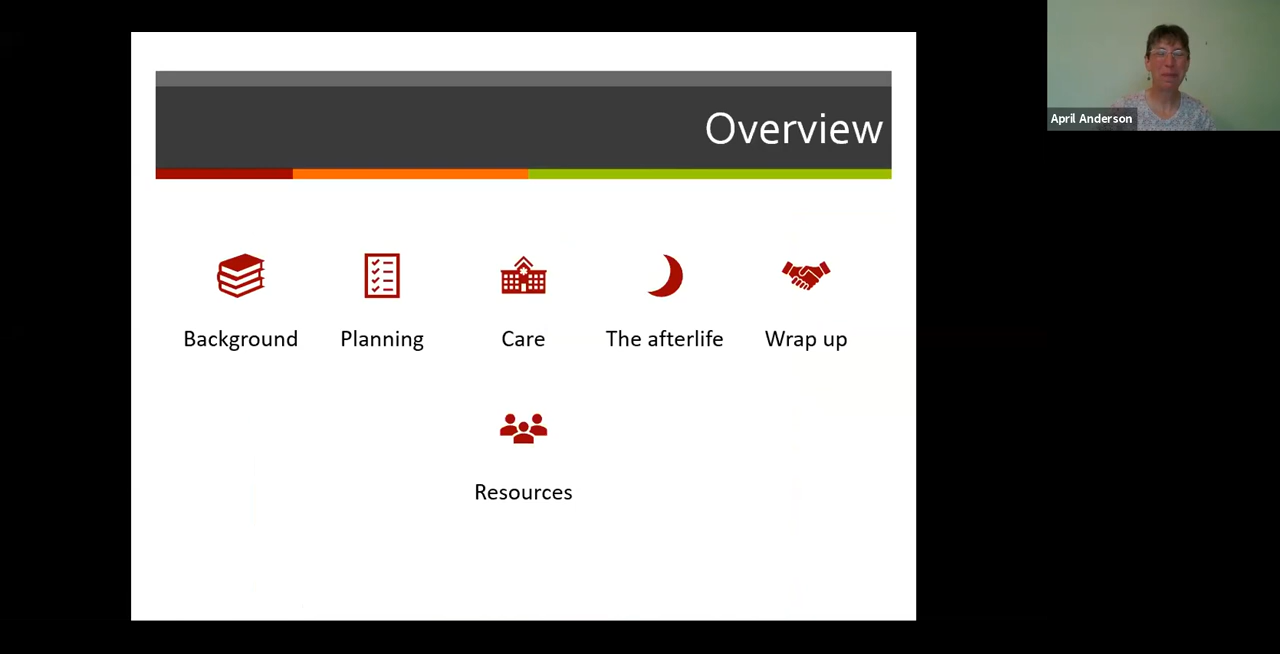 Overview
April Anderson
Background
Planning
Care
The afterlife
Wrap up
Resources